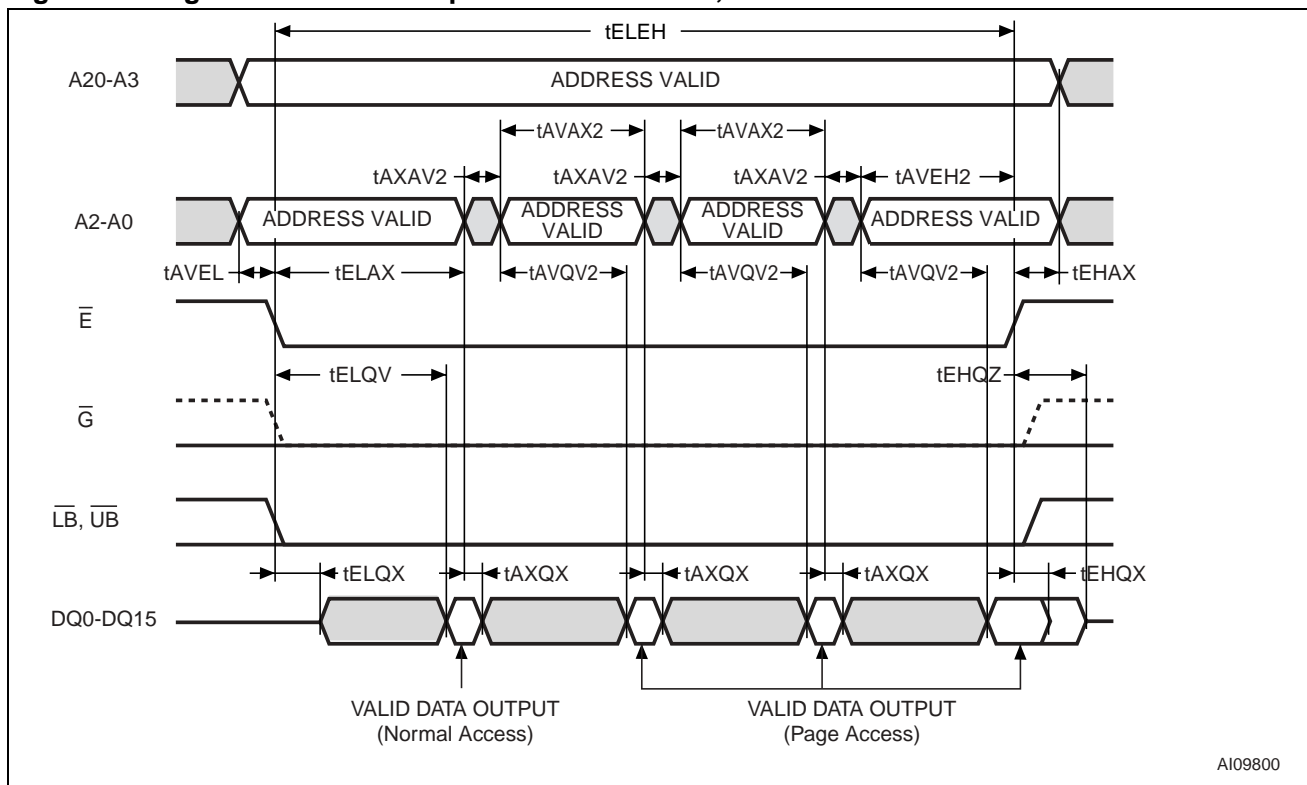 tELEH
A20-A3
ADDRESS VALID
tAVAX2
tAVAX2
tAXAV2
tAXAV2
tAXAV2
tAVEH2
A2-A0
ADDRESS VALID
ADDRESS
VALID
ADDRESS
VALID
ADDRESS VALID
tAVEL
tELAX
tAVQV2
tAVQV2
tAVQV2
tEHAX
E̅
tELQV
tEHQZ
G̅
L̅B̅, U̅B̅
tELQX
tAXQX
tAXQX
tAXQX
tEHQX
DQ0-DQ15
VALID DATA OUTPUT
(Normal Access)
VALID DATA OUTPUT
(Page Access)
AI09800